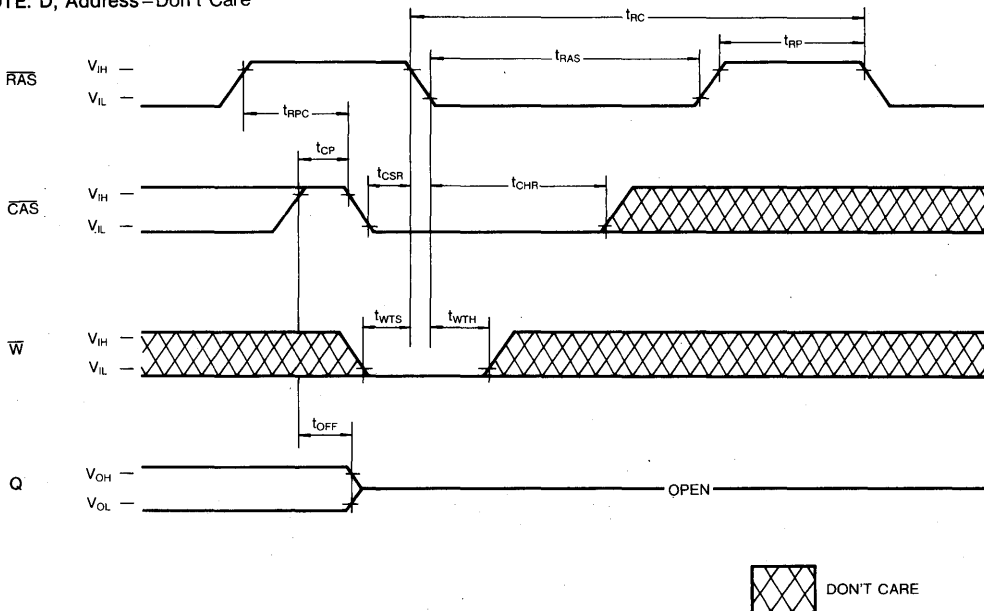 OTE: D, Address–Don't Care
tRC
tRP
tRAS
RAS
VIH
VIL
tRPC
tCP
tCSR
tCHR
CAS
VIH
VIL
tWTS
tWTH
W
VIH
VIL
tOFF
Q
VOH
VOL
OPEN
DON'T CARE